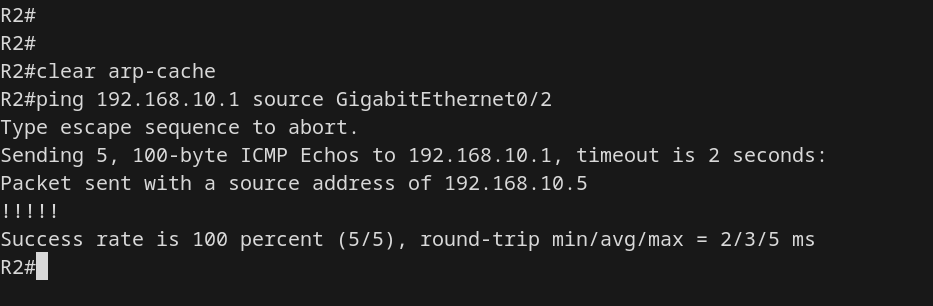 R2#
R2#
R2#clear arp-cache
R2#ping 192.168.10.1 source GigabitEthernet0/2
Type escape sequence to abort.
Sending 5, 100-byte ICMP Echos to 192.168.10.1, timeout is 2 seconds:
Packet sent with a source address of 192.168.10.5
!!!!!
Success rate is 100 percent (5/5), round-trip min/avg/max = 2/3/5 ms
R2#